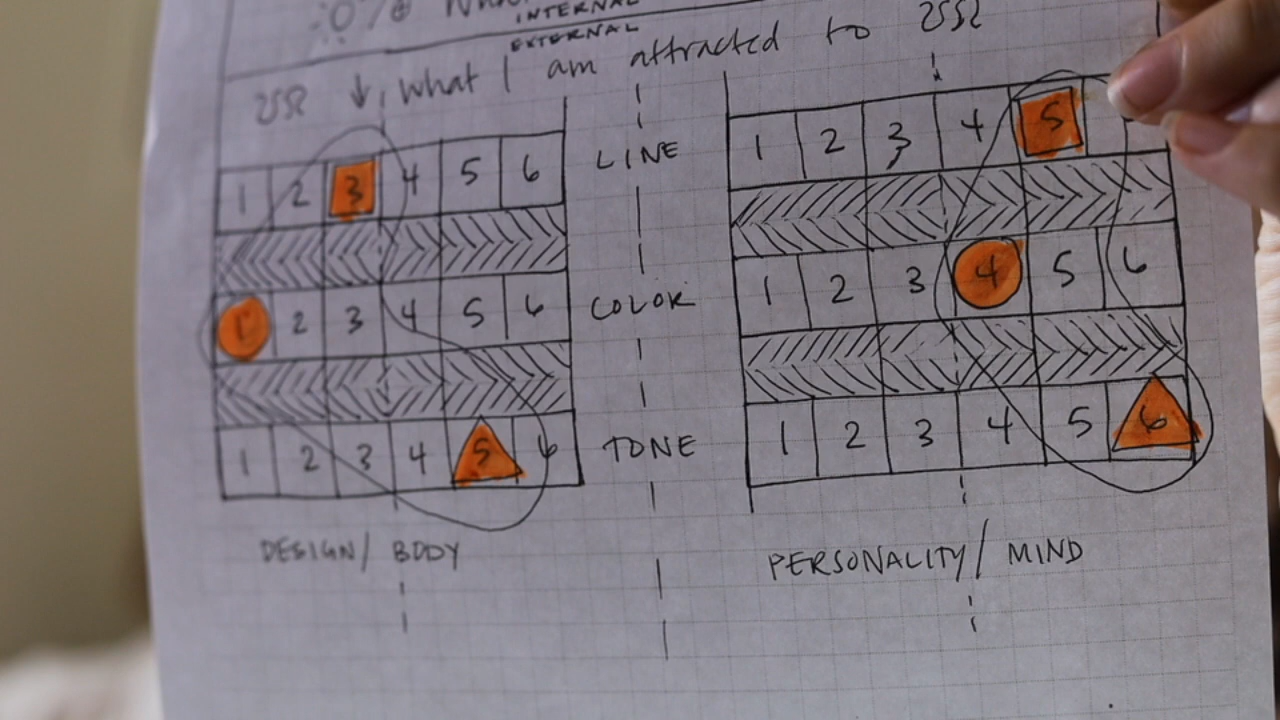 INTERNAL
EXTERNAL
↓ what I am attracted to
1 2 3 4 5 6 LINE 1 2 3 4 5
1 2 3 4 5 6 COLOR 1 2 3 4 5 6
1 2 3 4 5 6 TONE 1 2 3 4 5 6
DESIGN/BODY PERSONALITY/MIND